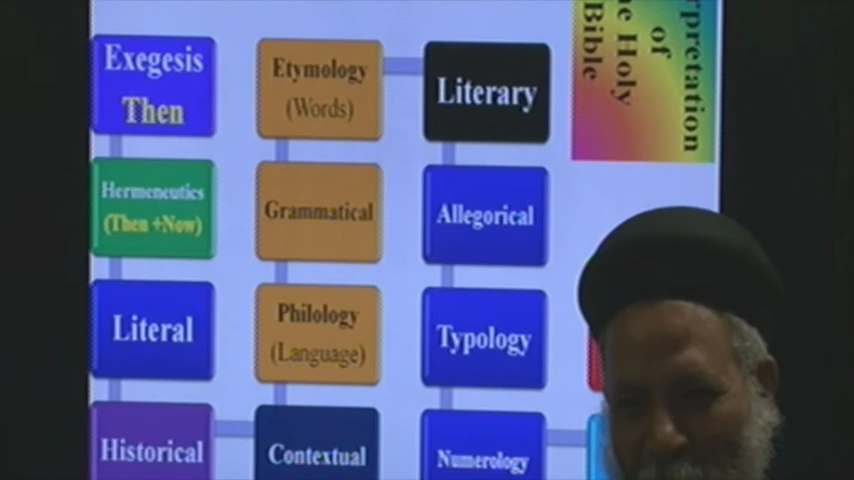 Exegesis
Then
Hermeneutics
(Then +Now)
Literal
Historical
Etymology
(Words)
Grammatical
Philology
(Language)
Contextual
Literary
Allegorical
Typology
Numerology
rpretation
of
e Holy
Bible